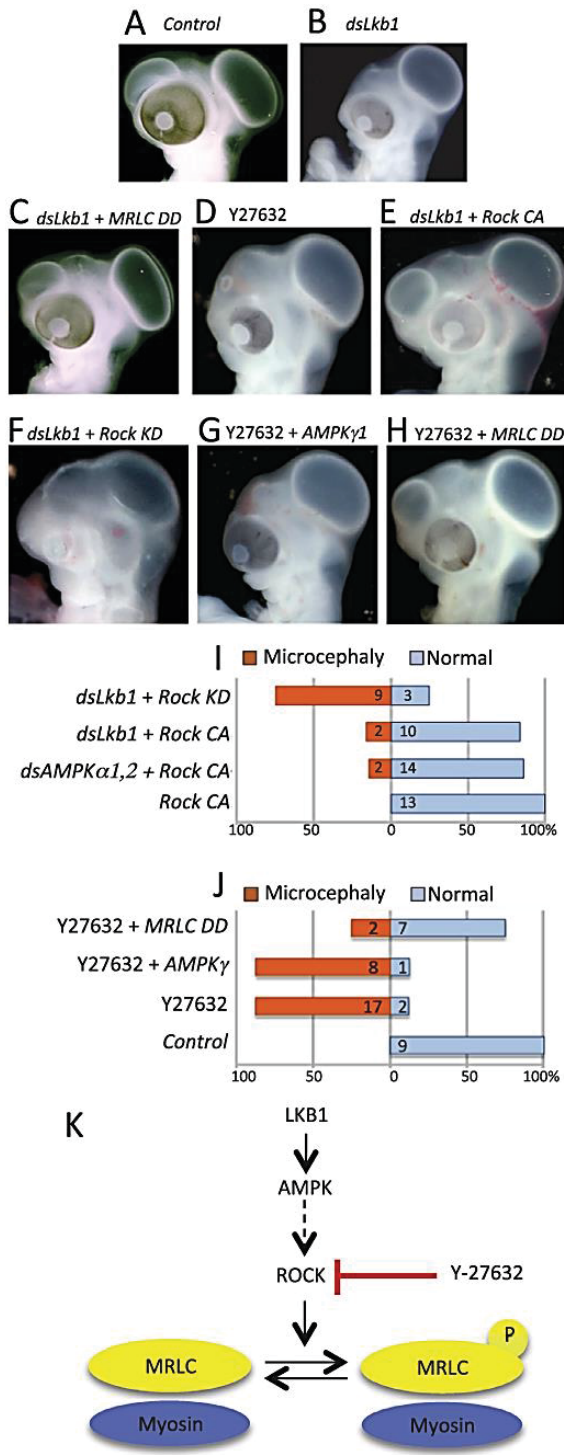 A Control
B dsLkb1
C dsLkb1 + MRLC DD
D Y27632
E dsLkb1 + Rock CA
F dsLkb1 + Rock KD
G Y27632 + AMPKγ1
H Y27632 + MRLC DD
I
Microcephaly Normal
dsLkb1 + Rock KD 9 3
dsLkb1 + Rock CA 2 10
dsAMPKα1,2 + Rock CA 2 14
Rock CA 13
100 50 0 50 100%
J
Microcephaly Normal
Y27632 + MRLC DD 2 7
Y27632 + AMPKγ 8 1
Y27632 17 2
Control 9
100 50 0 50 100%
K
LKB1
AMPK
ROCK Y-27632
P
MRLC MRLC
Myosin Myosin